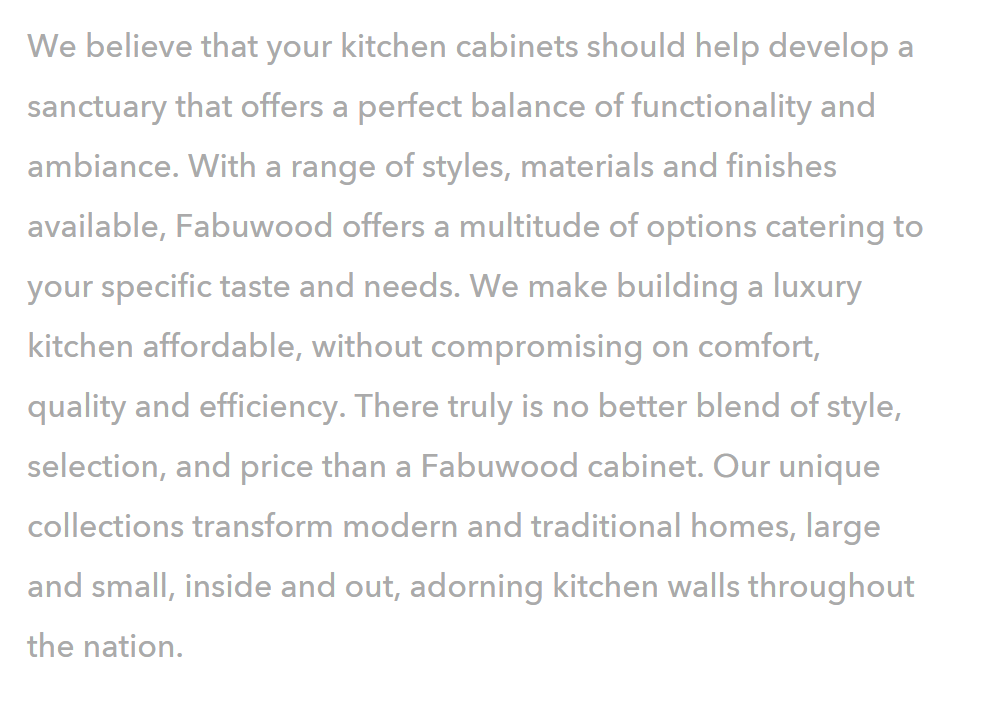 We believe that your kitchen cabinets should help develop a
sanctuary that offers a perfect balance of functionality and
ambiance. With a range of styles, materials and finishes
available, Fabuwood offers a multitude of options catering to
your specific taste and needs. We make building a luxury
kitchen affordable, without compromising on comfort,
quality and efficiency. There truly is no better blend of style,
selection, and price than a Fabuwood cabinet. Our unique
collections transform modern and traditional homes, large
and small, inside and out, adorning kitchen walls throughout
the nation.